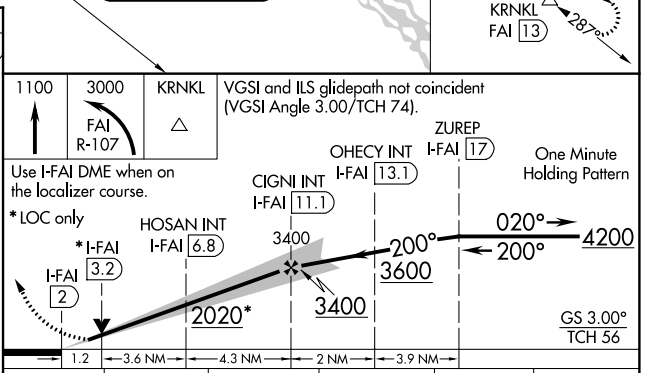 KRNKL
FAI 13
287°
1100
3000
FAI
R-107
KRNKL
VGSI and ILS glidepath not coincident
(VGSI Angle 3.00/TCH 74).
Use I-FAI DME when on
the localizer course.
*LOC only
ZUREP
I-FAI 17
OHECY INT
I-FAI 13.1
One Minute
Holding Pattern
CIGNI INT
I-FAI 11.1
HOSAN INT
I-FAI 6.8
*I-FAI
3.2
I-FAI
2
3400
200°
3600
020°
200°
4200
2020*
3400
GS 3.00°
TCH 56
1.2
3.6 NM
4.3 NM
2 NM
3.9 NM